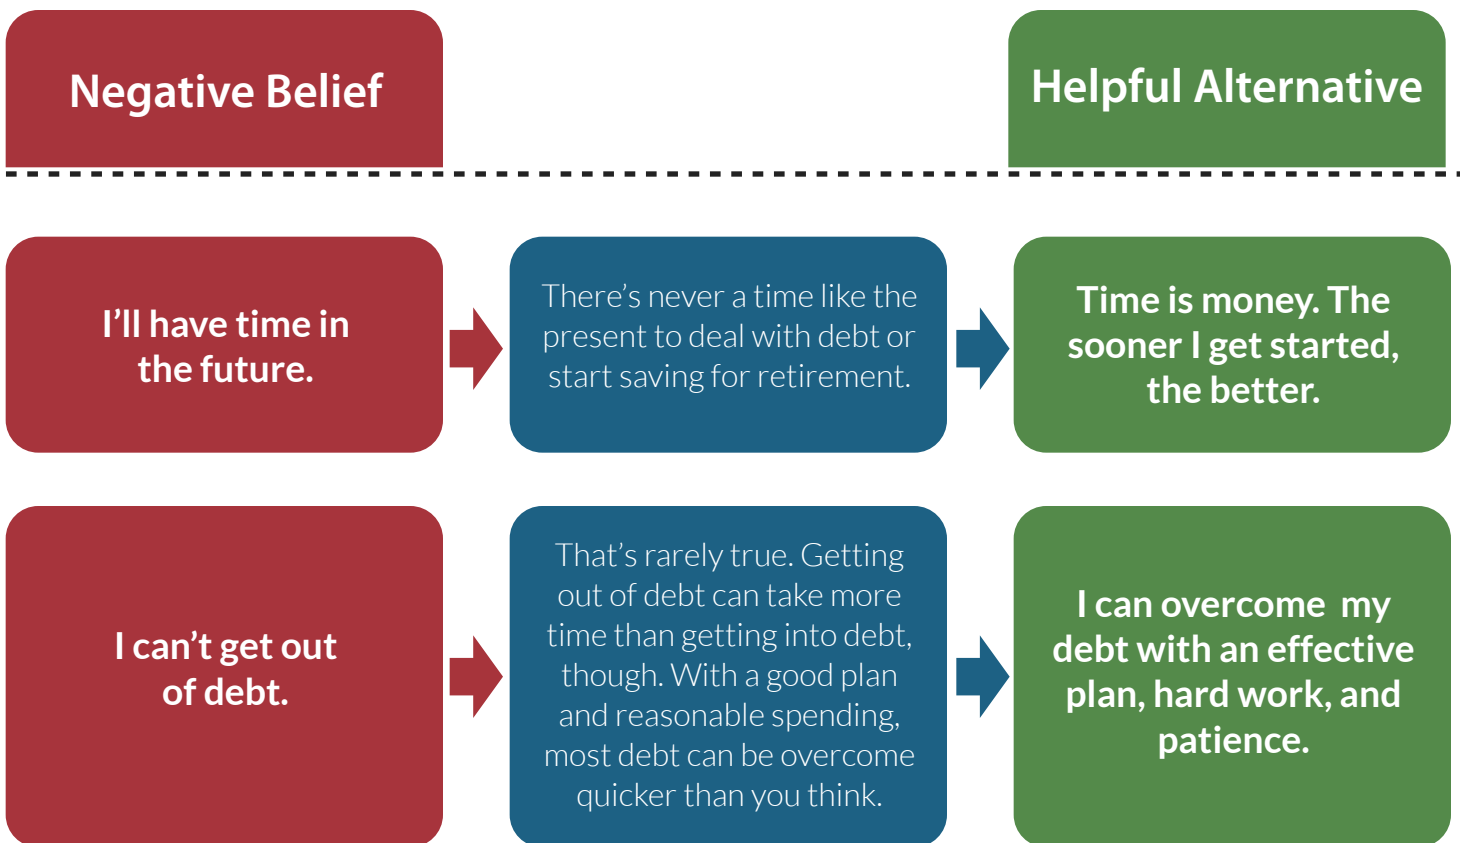 Negative Belief
Helpful Alternative
I’ll have time in
the future.
There’s never a time like the
present to deal with debt or
start saving for retirement.
Time is money. The
sooner I get started,
the better.
I can’t get out
of debt.
That’s rarely true. Getting
out of debt can take more
time than getting into debt,
though. With a good plan
and reasonable spending,
most debt can be overcome
quicker than you think.
I can overcome  my
debt with an effective
plan, hard work, and
patience.